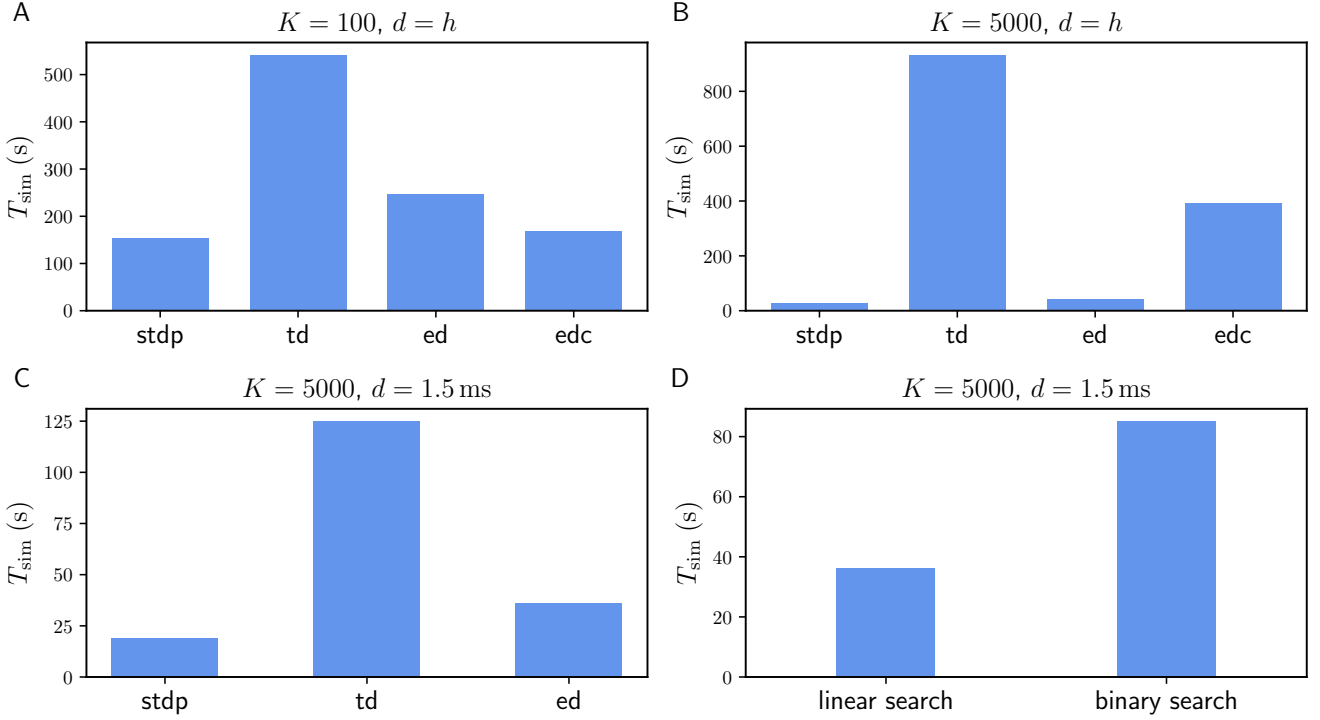 A
K = 100, d = h
T_sim (s)
500
400
300
200
100
0
stdp
td
ed
edc
B
K = 5000, d = h
T_sim (s)
800
600
400
200
0
stdp
td
ed
edc
C
K = 5000, d = 1.5 ms
T_sim (s)
125
100
75
50
25
0
stdp
td
ed
D
K = 5000, d = 1.5 ms
T_sim (s)
80
60
40
20
0
linear search
binary search